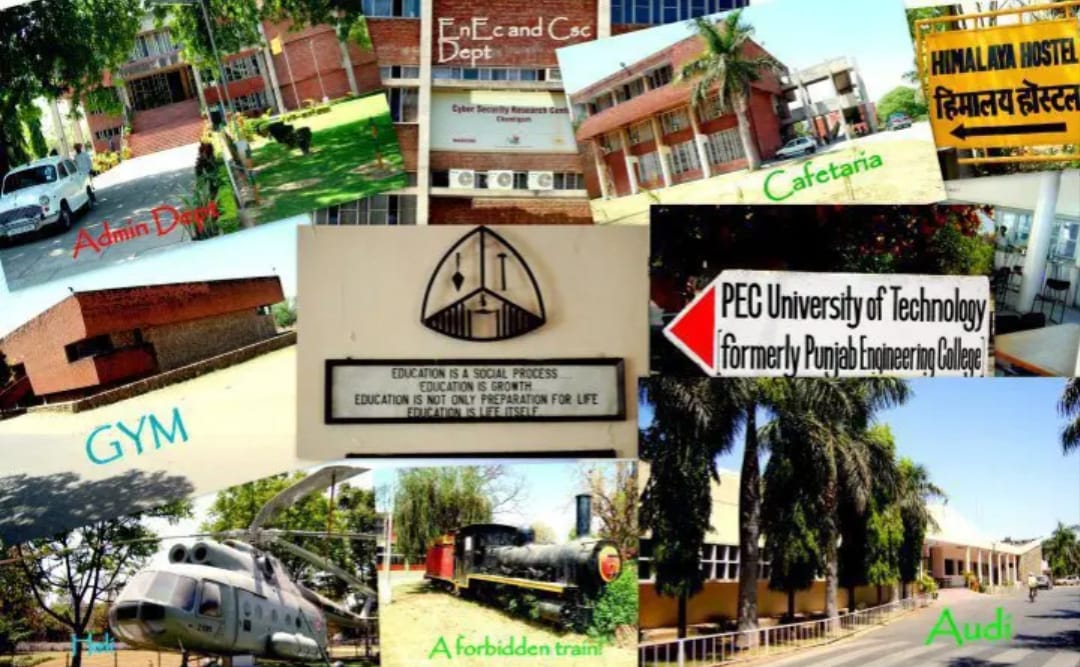 EnEc and Csc
Dept
Cyber Security Research Cent
Chandigarh
HIMALAYA HOSTEL
हिमालय हॉस्टल
Cafetaria
Admin Dept
PEC University of Technology
[formerly Punjab Engineering College]
EDUCATION IS A SOCIAL PROCESS
EDUCATION IS GROWTH
EDUCATION IS NOT ONLY PREPARATION FOR LIFE
EDUCATION IS LIFE ITSELF
GYM
Heli
A forbidden train!
Audi